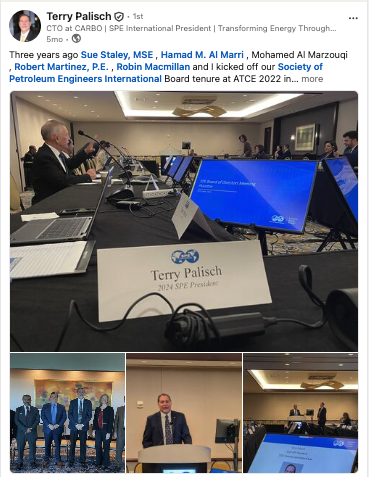 Terry Palisch · 1st
CTO at CARBO | SPE International President | Transforming Energy Through...
5mo ·
Three years ago Sue Staley, MSE , Hamad M. Al Marri , Mohamed Al Marzouqi
, Robert Martinez, P.E. , Robin Macmillan and I kicked off our Society of
Petroleum Engineers International Board tenure at ATCE 2022 in... more
SPE Board of Directors Meeting
Terry Palisch
2024 SPE President